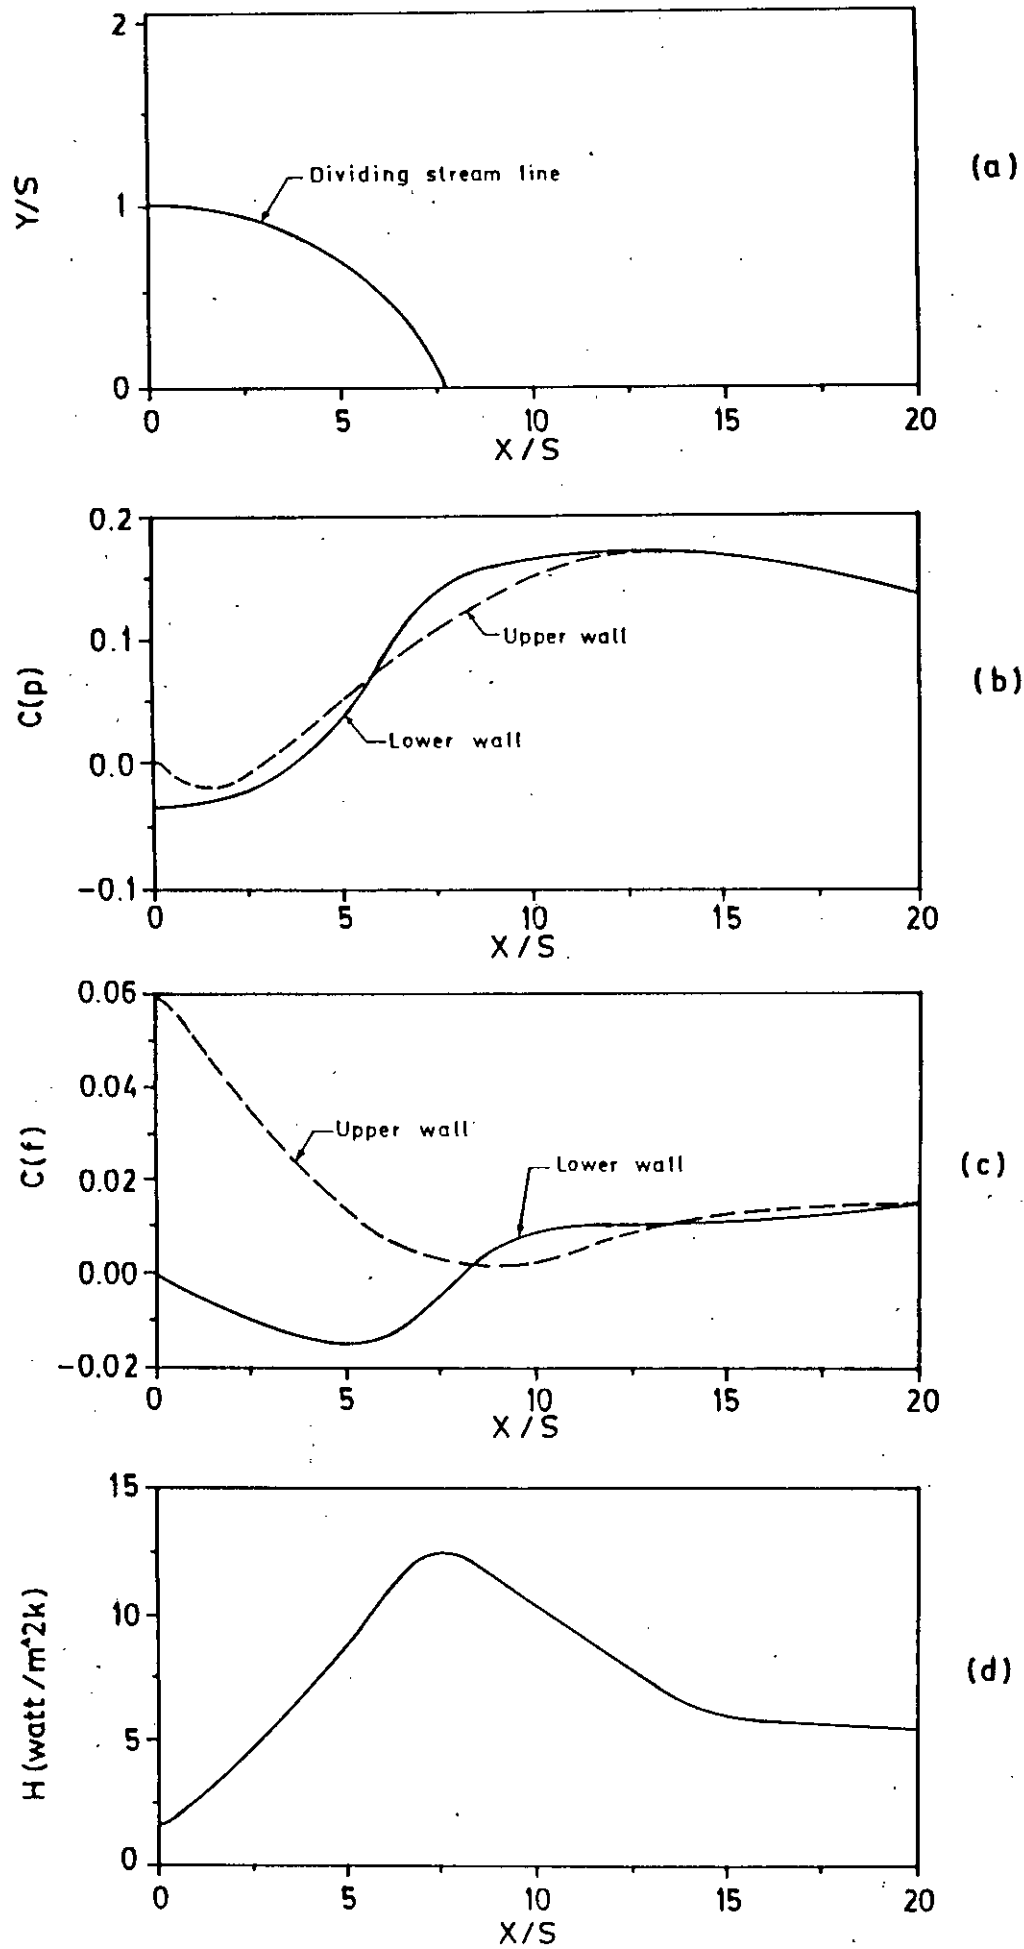 2
1
0
Y/S
Dividing stream line
(a)
0 5 10 15 20
X/S
0.2
0.1
0.0
-0.1
C(p)
Upper wall
Lower wall
(b)
0 5 10 15 20
X/S
0.06
0.04
0.02
0.00
-0.02
C(f)
Upper wall
Lower wall
(c)
0 5 10 15 20
X/S
15
10
5
0
H(watt/m^2k)
(d)
0 5 10 15 20
X/S